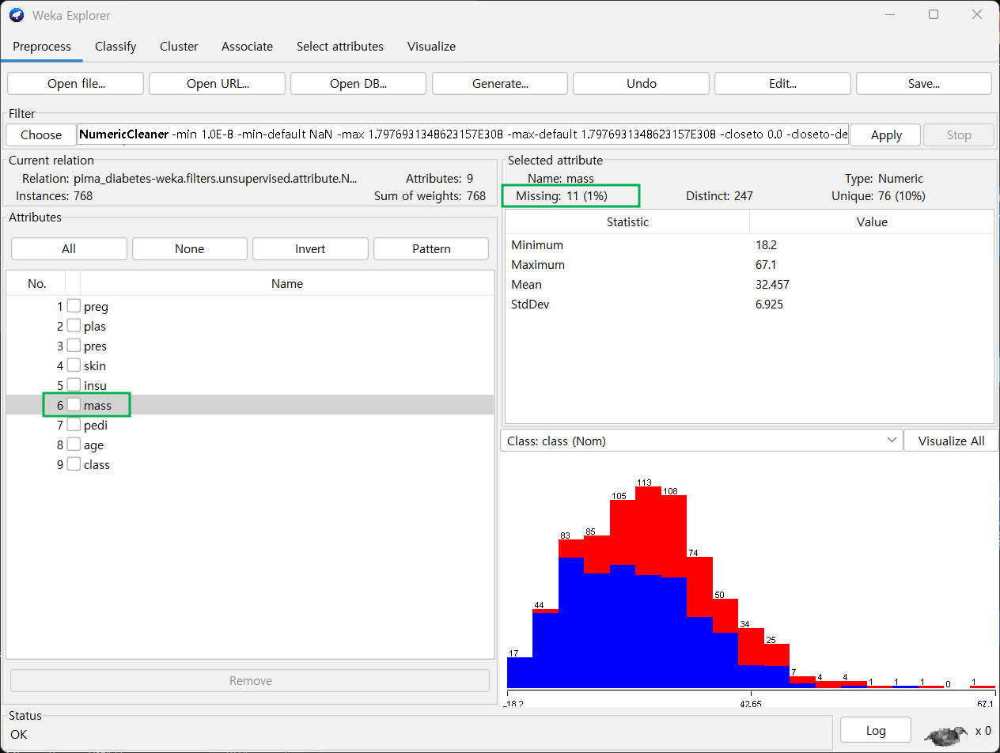 Weka Explorer
Preprocess Classify Cluster Associate Select attributes Visualize
Open file... Open URL... Open DB... Generate... Undo Edit... Save...
Filter
Choose NumericCleaner -min 1.0E-8 -min-default NaN -max 1.7976931348623157E308 -max-default 1.7976931348623157E308 -closeto 0.0 -closeto-de Apply Stop
Current relation
Relation: pima_diabetes-weka.filters.unsupervised.attribute.N... Attributes: 9
Instances: 768 Sum of weights: 768
Selected attribute
Name: mass Type: Numeric
Missing: 11 (1%) Distinct: 247 Unique: 76 (10%)
Attributes
All None Invert Pattern
No. Name
1 preg
2 plas
3 pres
4 skin
5 insu
6 mass
7 pedi
8 age
9 class
Remove
Statistic Value
Minimum 18.2
Maximum 67.1
Mean 32.457
StdDev 6.925
Class: class (Nom) Visualize All
17 44 83 85 105 113 108 74 50 34 25 7 4 4 1 1 1 0 1
18.2 42.65 67.1
Status
OK
Log x 0